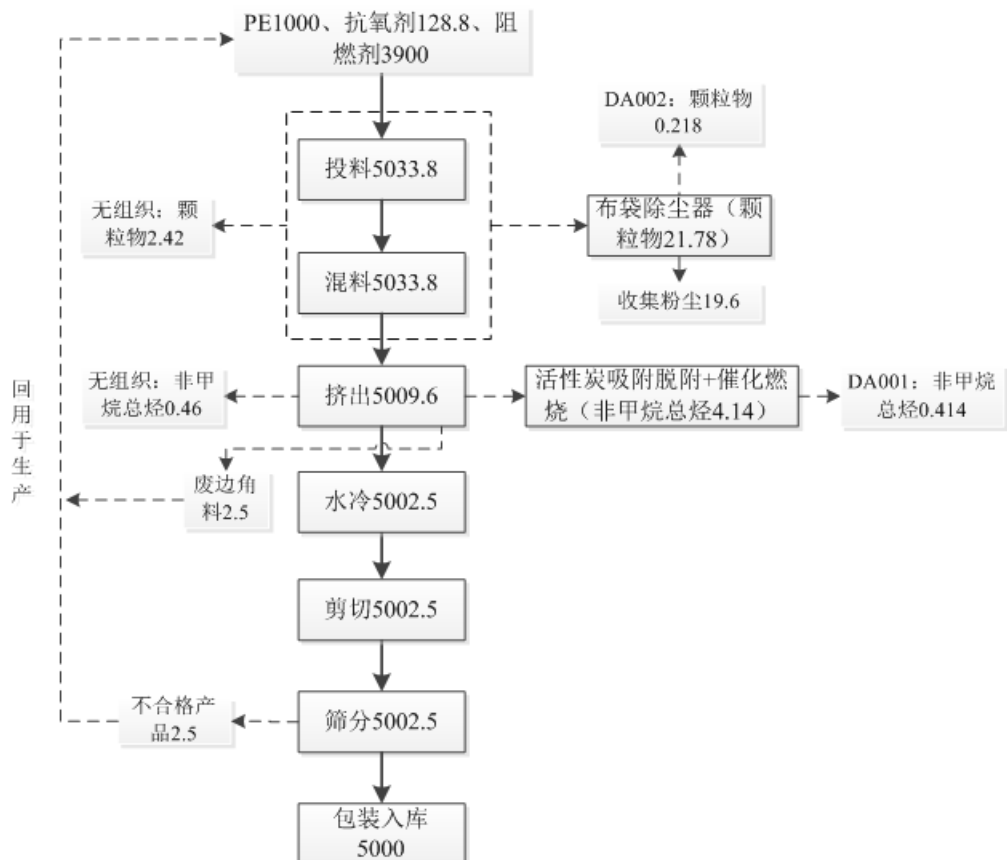 PE1000、抗氧剂128.8、阻
燃剂3900
DA002：颗粒物
0.218
投料5033.8
无组织：颗
粒物2.42
布袋除尘器（颗
粒物21.78）
混料5033.8
收集粉尘19.6
回
用
于
生
产
无组织：非甲
烷总烃0.46
挤出5009.6
活性炭吸附脱附+催化燃
烧（非甲烷总烃4.14）
DA001：非甲烷
总烃0.414
废边角
料2.5
水冷5002.5
剪切5002.5
不合格产
品2.5
筛分5002.5
包装入库
5000